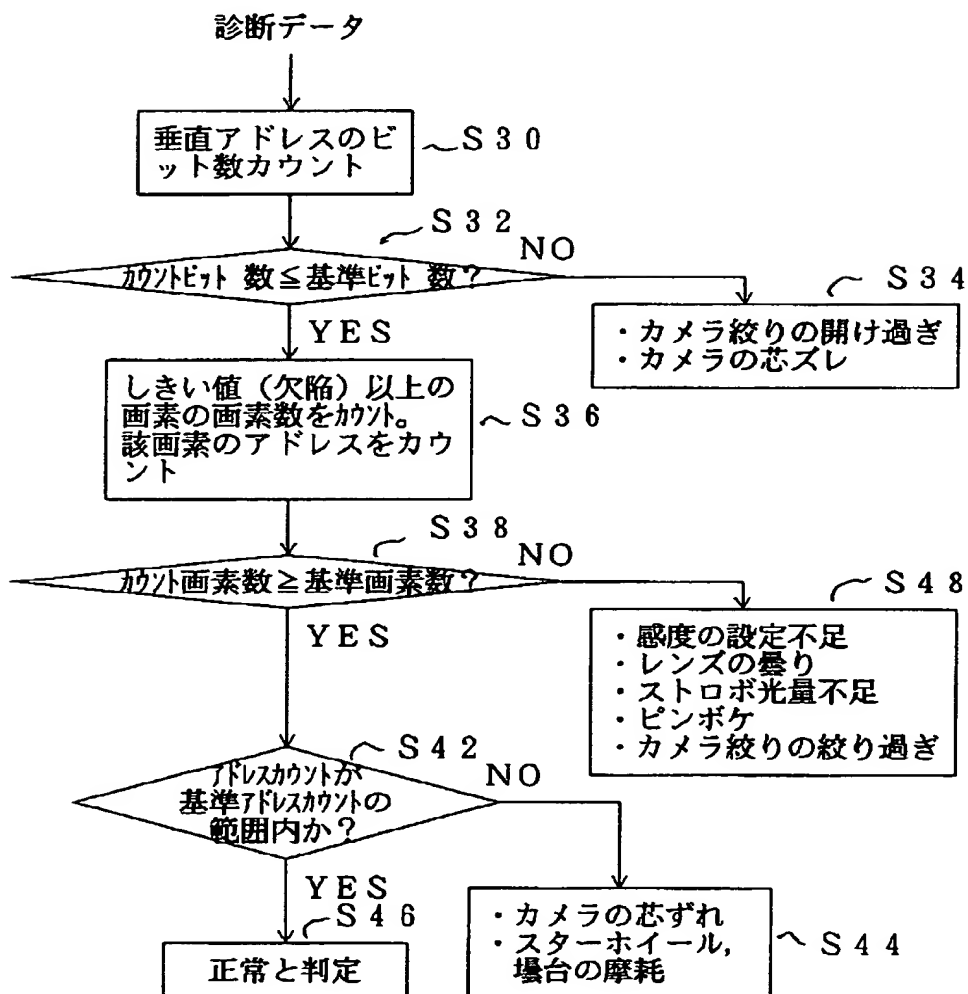 診断データ
垂直アドレスのビ
ット数カウント
S30
S32
カウントビット 数≦基準ビット 数?
NO
YES
S34
・カメラ絞りの開け過ぎ
・カメラの芯ズレ
しきい値(欠陥)以上の
画素の画素数をカウント。
該画素のアドレスをカウ
ント
S36
S38
カウント画素数≧基準画素数?
NO
YES
S48
・感度の設定不足
・レンズの曇り
・ストロボ光量不足
・ピンボケ
・カメラ絞りの絞り過ぎ
S42
アドレスカウントが
基準アドレスカウントの
範囲内か?
NO
YES
S46
正常と判定
・カメラの芯ずれ
・スターホイール,
壜台の摩耗
S44